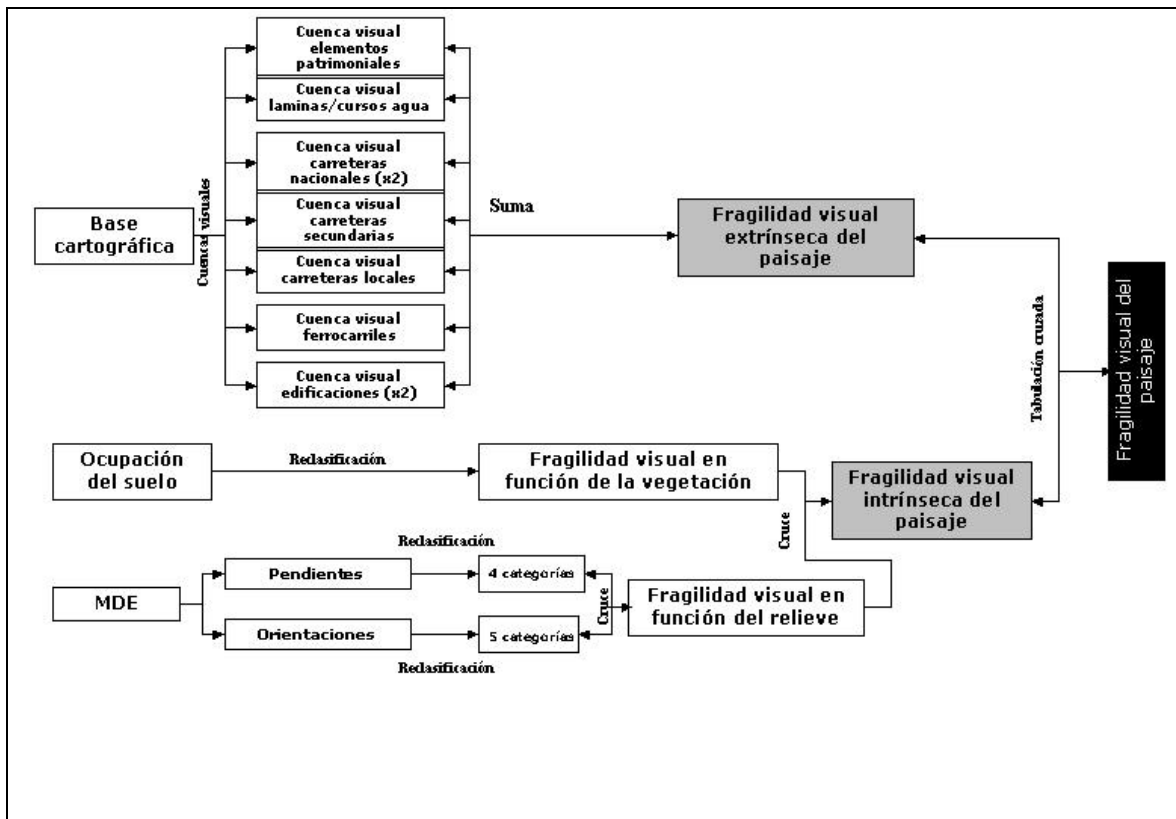 Cuenca visual
elementos
patrimoniales
Cuenca visual
laminas/cursos agua
Cuenca visual
carreteras
nacionales (x2)
Cuenca visual
carreteras
secundarias
Cuenca visual
carreteras locales
Cuenca visual
ferrocarriles
Cuenca visual
edificaciones (x2)
Base
cartográfica
Cuencas visuales
Suma
Fragilidad visual
extrínseca del
paisaje
Tabulación cruzada
Fragilidad visual del
paisaje
Ocupación
del suelo
Reclasificación
Fragilidad visual en
función de la vegetación
Cruce
Fragilidad visual
intrínseca del
paisaje
MDE
Pendientes
Reclasificación
4 categorías
Orientaciones
Reclasificación
5 categorías
Cruce
Fragilidad visual en
función del relieve